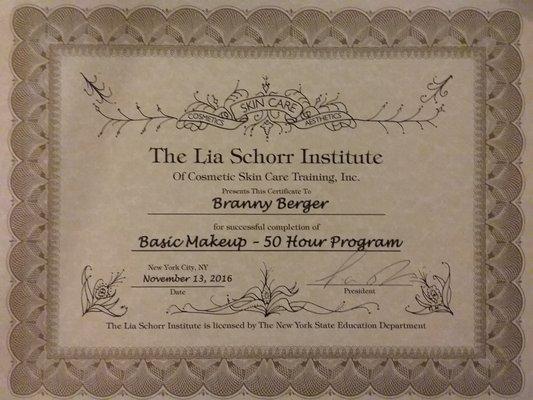 SKIN CARE
COSMETICS AESTHETICS
The Lia Schorr Institute
Of Cosmetic Skin Care Training, Inc.
Presents This Certificate To
Branny Berger
for successful completion of
Basic Makeup - 50 Hour Program
New York City, NY
November 13, 2016
Date President
The Lia Schorr Institute is licensed by The New York State Education Department